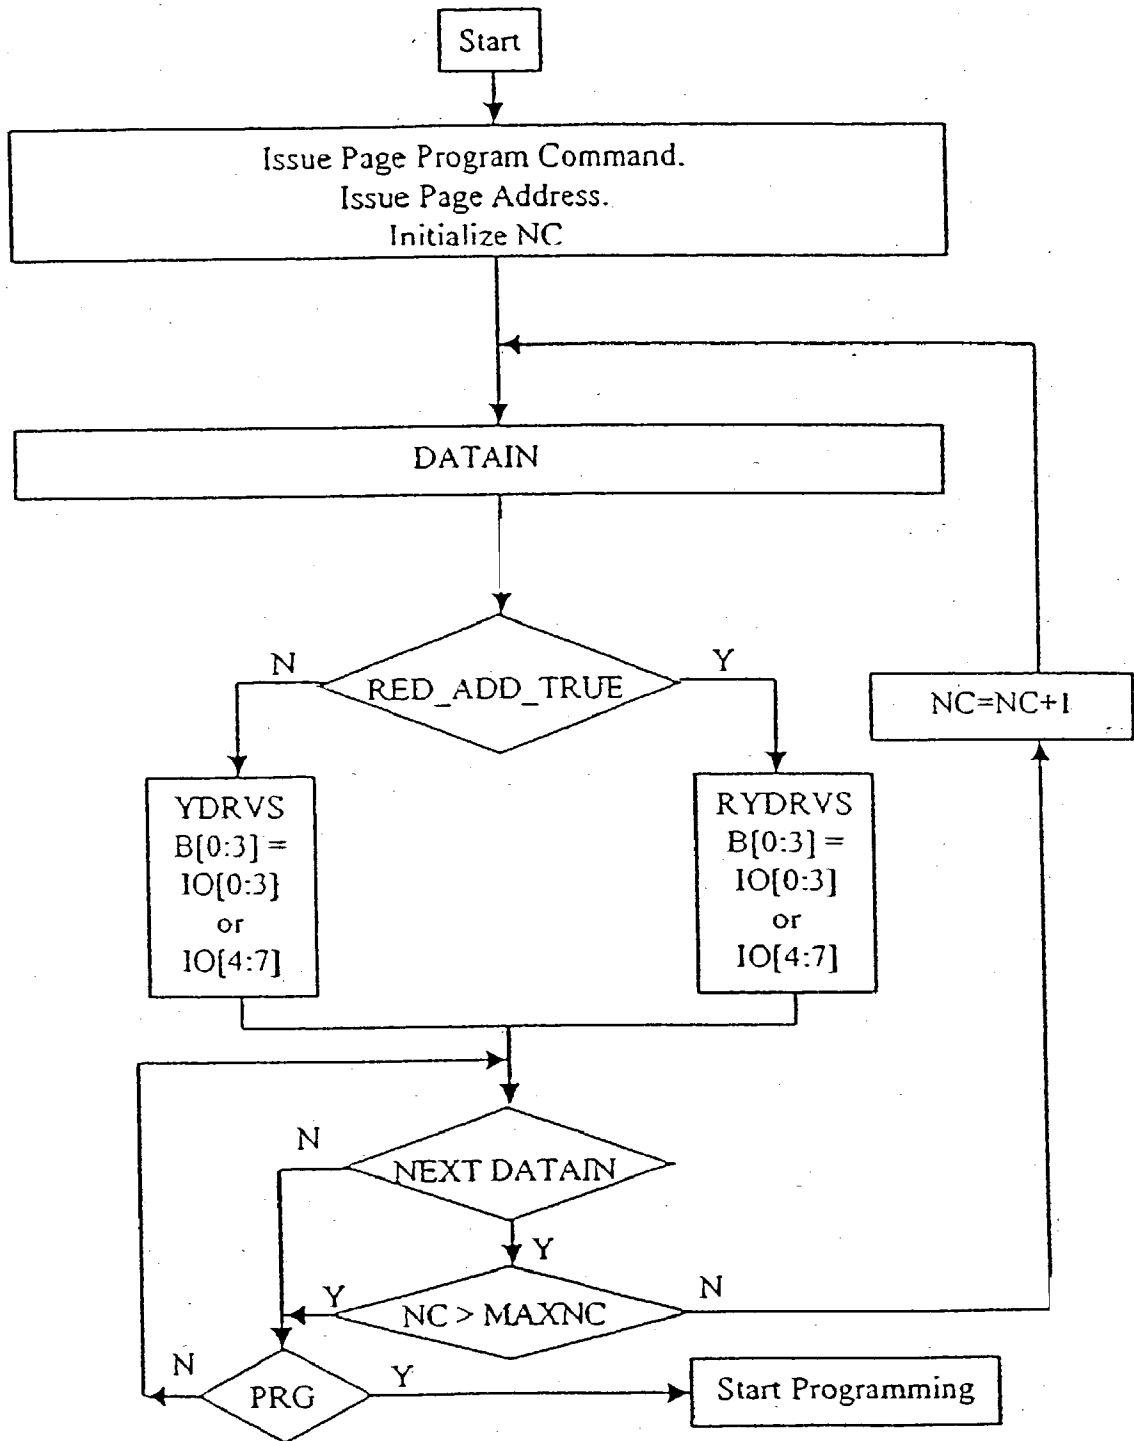 Start
Issue Page Program Command.
Issue Page Address.
Initialize NC
DATAIN
N
RED_ADD_TRUE
Y
NC=NC+1
YDRVS
B[0:3] =
IO[0:3]
or
IO[4:7]
RYDRVS
B[0:3] =
IO[0:3]
or
IO[4:7]
N
NEXT DATAIN
Y
Y
NC > MAXNC
N
N
PRG
Y
Start Programming